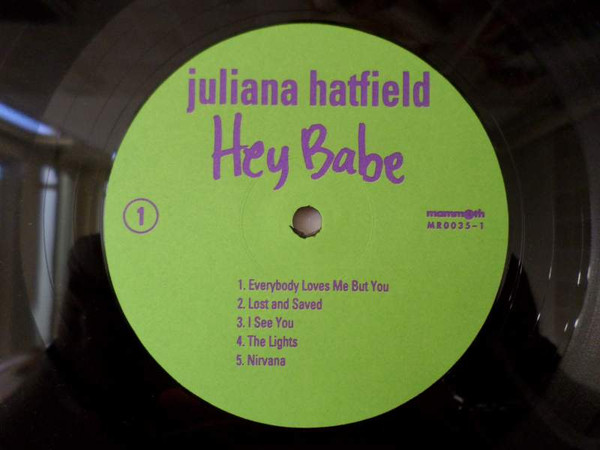 juliana hatfield
Hey Babe
1
mammoth
MR0035-1
1. Everybody Loves Me But You
2. Lost and Saved
3. I See You
4. The Lights
5. Nirvana